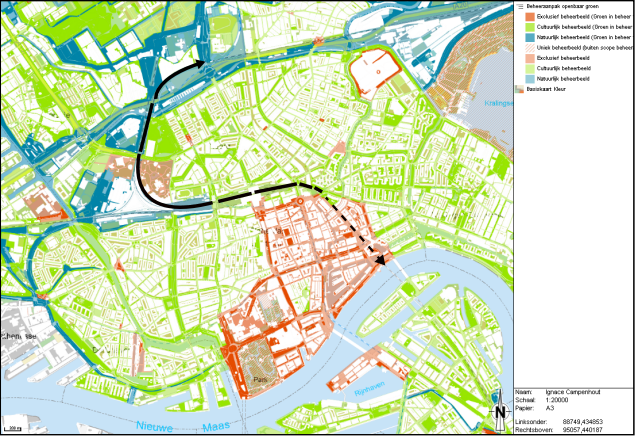 Beheeraanpak openbaar groen
Exclusief beheerbeeld (Groen in beheer
Cultuurlijk beheerbeeld (Groen in beheer
Natuurlijk beheerbeeld (Groen in beheer
Uniek beheerbeeld (buiten scope beheer
Exclusief beheerbeeld
Cultuurlijk beheerbeeld
Natuurlijk beheerbeeld
Basiskaart Kleur
Kralingse
Park
Rijnhaven
Nieuwe Maas
Naam: Ignace Campenhout
Schaal: 1:20000
Papier: A3
N
Linksonder: 88749,434853
Rechtsboven: 95057,440187